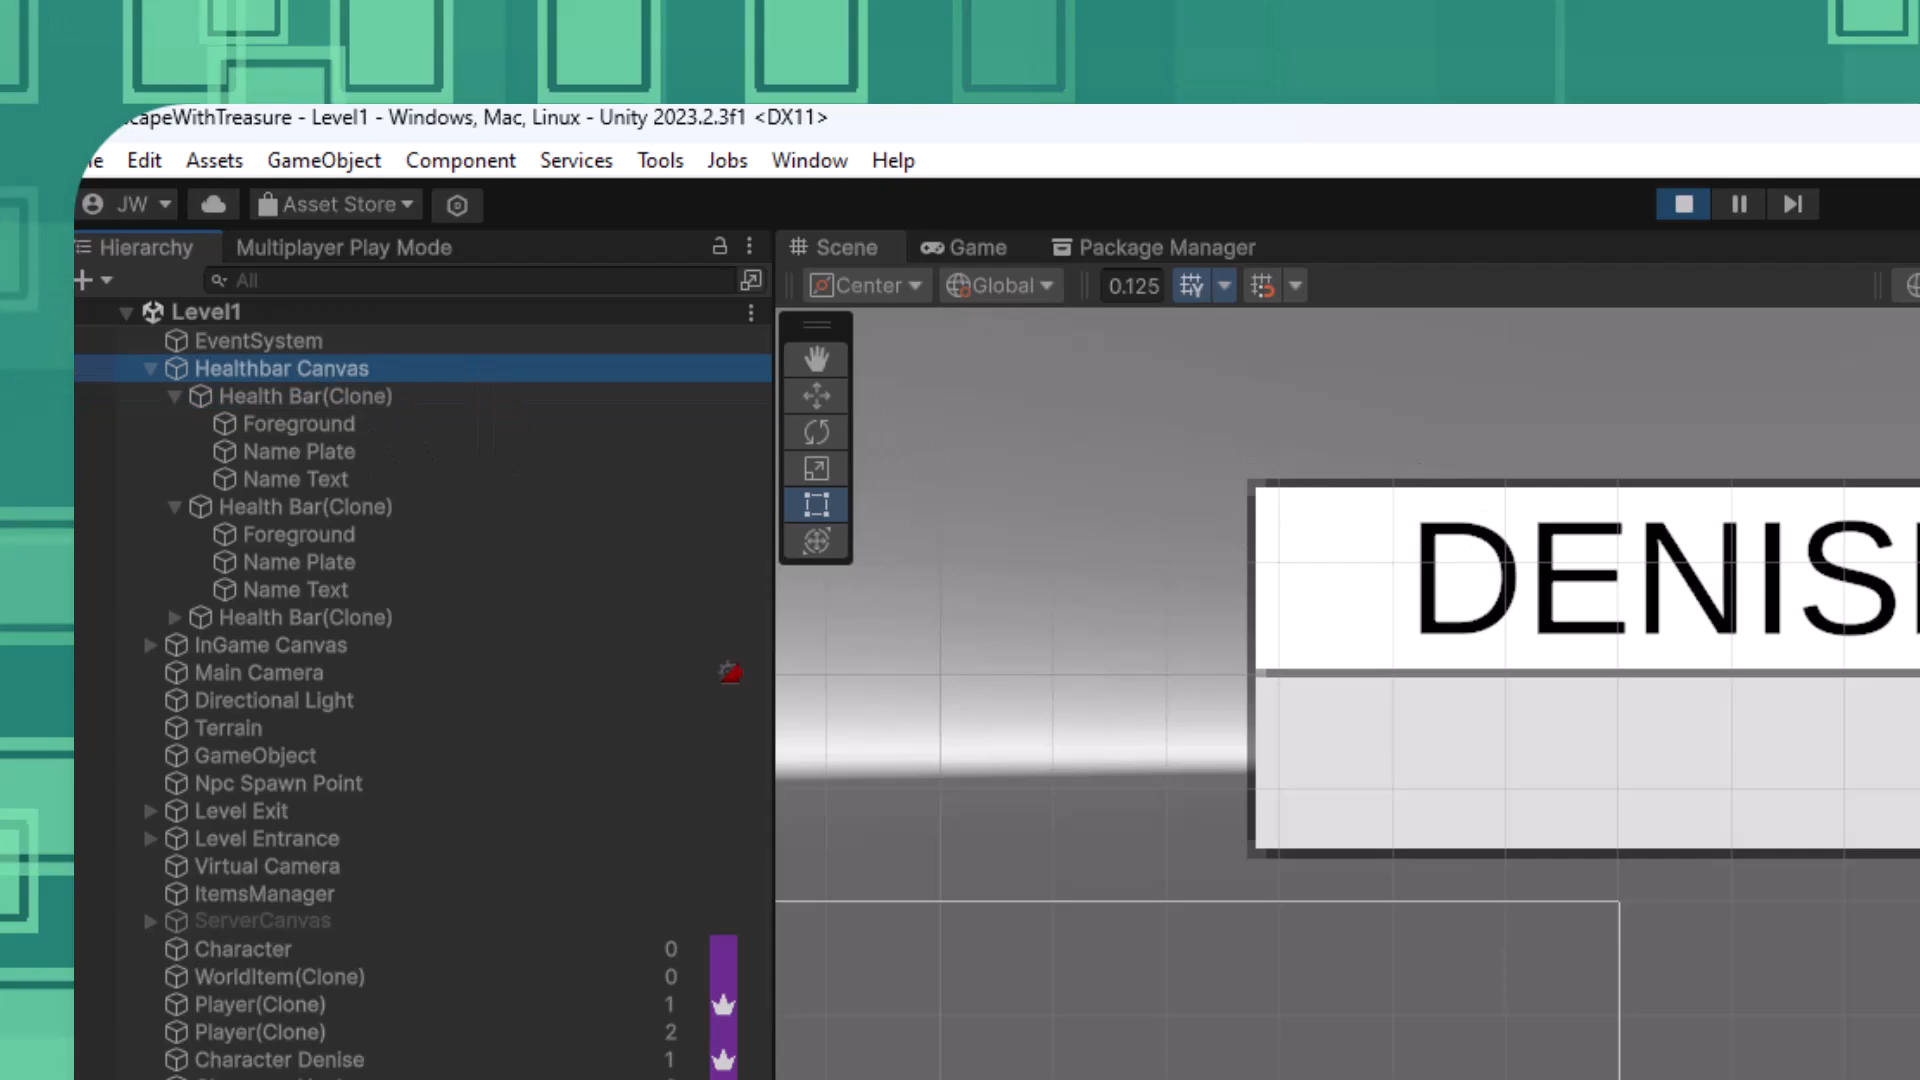 capeWithTreasure - Level1 - Windows, Mac, Linux - Unity 2023.2.3f1 <DX11>
Edit Assets GameObject Component Services Tools Jobs Window Help
JW Asset Store
Hierarchy Multiplayer Play Mode
Scene Game Package Manager
All
Center Global 0.125
Level1
EventSystem
Healthbar Canvas
Health Bar(Clone)
Foreground
Name Plate
Name Text
Health Bar(Clone)
Foreground
Name Plate
Name Text
Health Bar(Clone)
InGame Canvas
Main Camera
Directional Light
Terrain
GameObject
Npc Spawn Point
Level Exit
Level Entrance
Virtual Camera
ItemsManager
ServerCanvas
Character 0
WorldItem(Clone) 0
Player(Clone) 1
Player(Clone) 2
Character Denise 1
DENIS